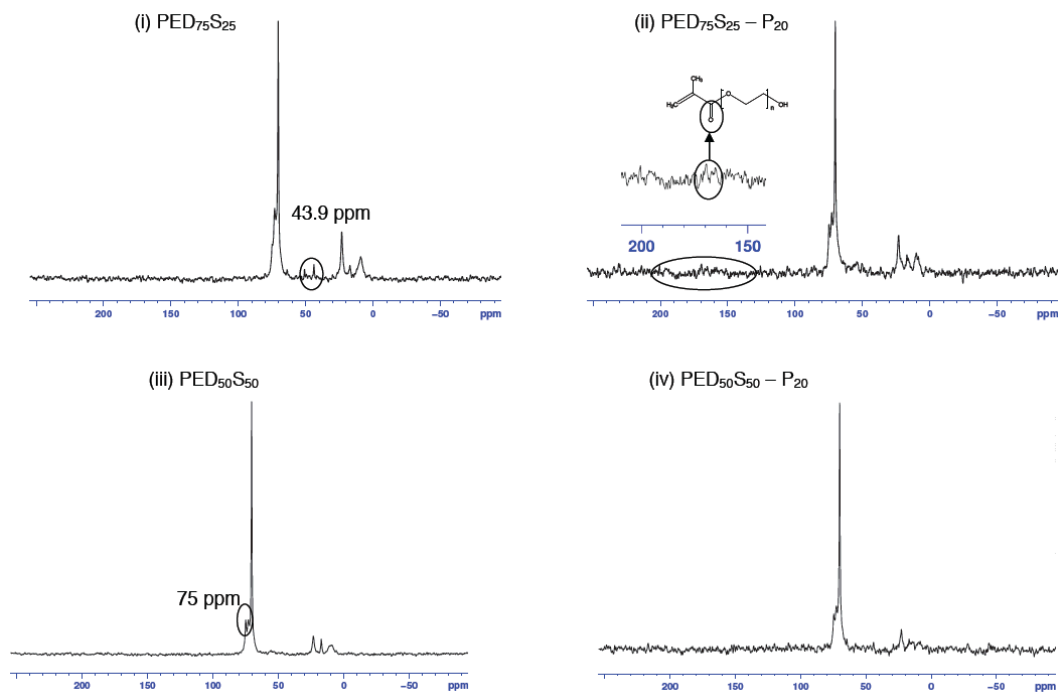 (i) PED₇₅S₂₅
43.9 ppm
200 150 100 50 0 −50 ppm
(ii) PED₇₅S₂₅ – P₂₀
CH₃
H₂C
O
OH
n
O
200 150
200 150 100 50 0 −50 ppm
(iii) PED₅₀S₅₀
75 ppm
200 150 100 50 0 −50 ppm
(iv) PED₅₀S₅₀ – P₂₀
200 150 100 50 0 −50 ppm